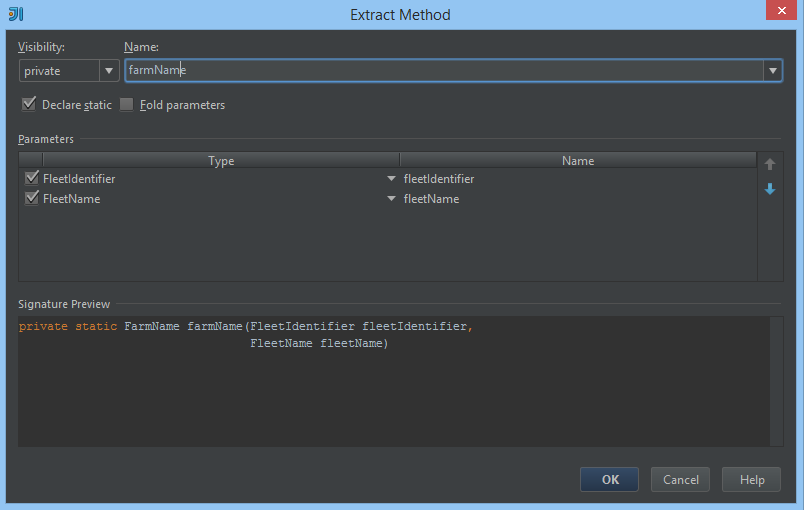 Extract Method
Visibility: Name:
private farmName
Declare static Fold parameters
Parameters
Type Name
FleetIdentifier fleetIdentifier
FleetName fleetName
Signature Preview
private static FarmName farmName(FleetIdentifier fleetIdentifier,
FleetName fleetName)
OK Cancel Help